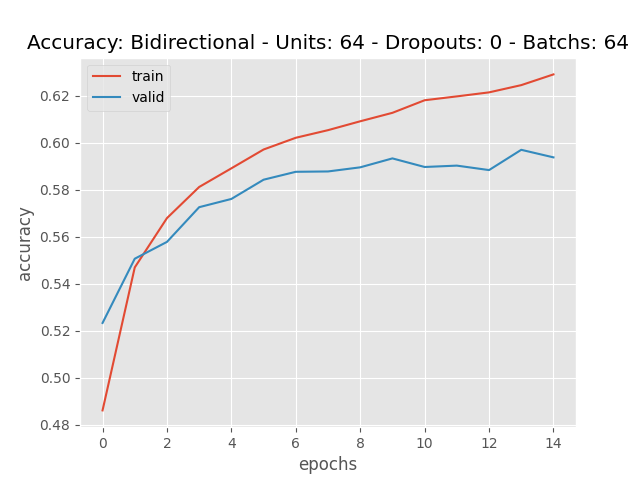 Accuracy: Bidirectional - Units: 64 - Dropouts: 0 - Batchs: 64
train
valid
0.62
0.60
0.58
0.56
0.54
0.52
0.50
0.48
accuracy
0 2 4 6 8 10 12 14
epochs